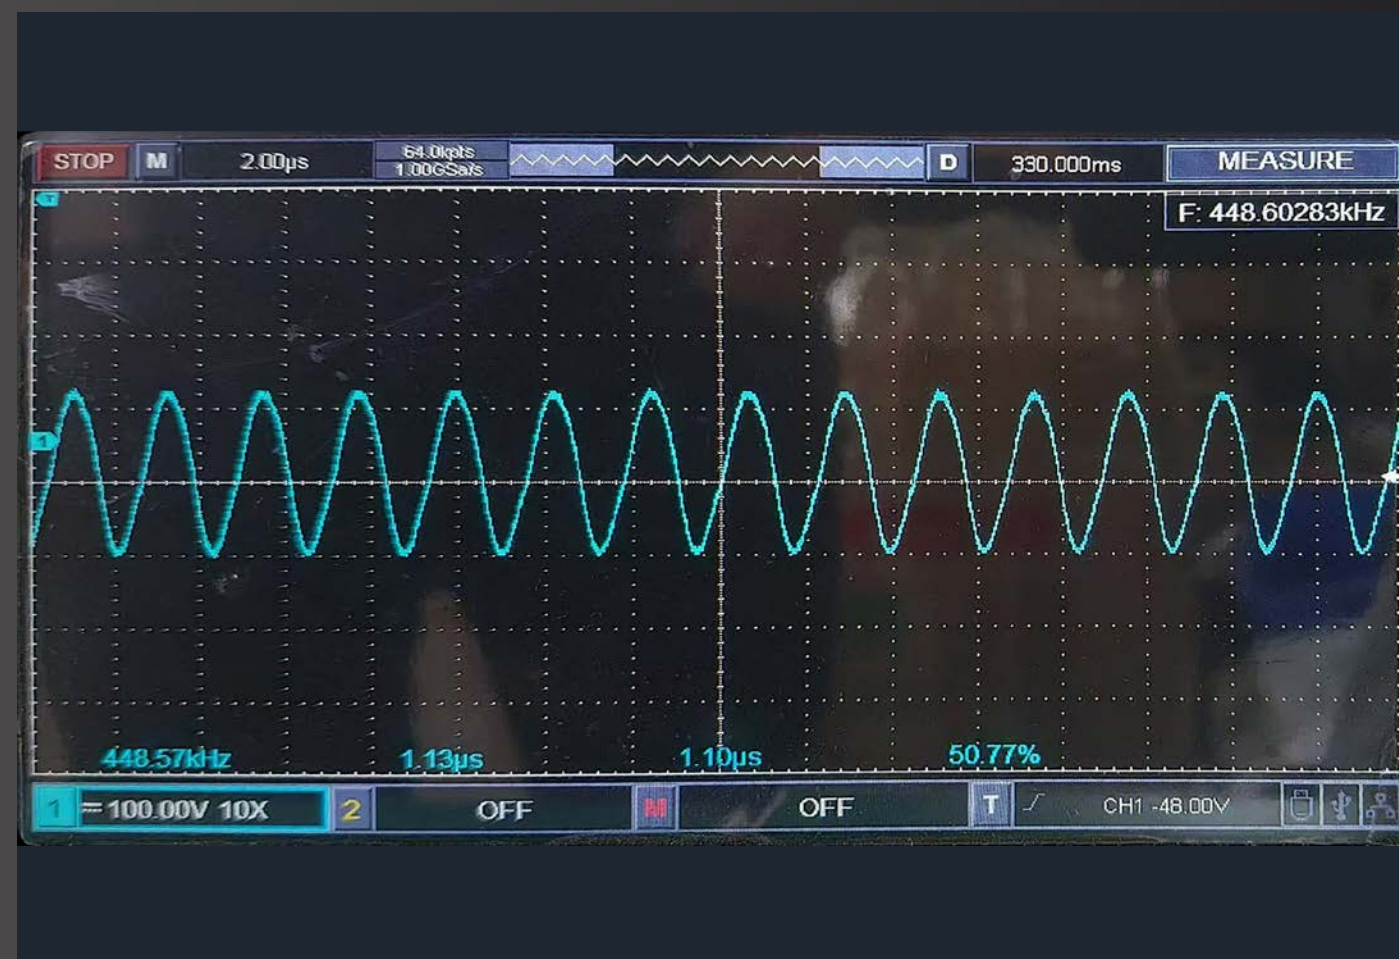 STOP M 2.00µs 64.0kpts D 330.000ms MEASURE
1.00GSa/s
T
F: 448.60283kHz
1
448.57kHz 1.13µs 1.10µs 50.77%
1 100.00V 10X 2 OFF M OFF T CH1 -48.00V